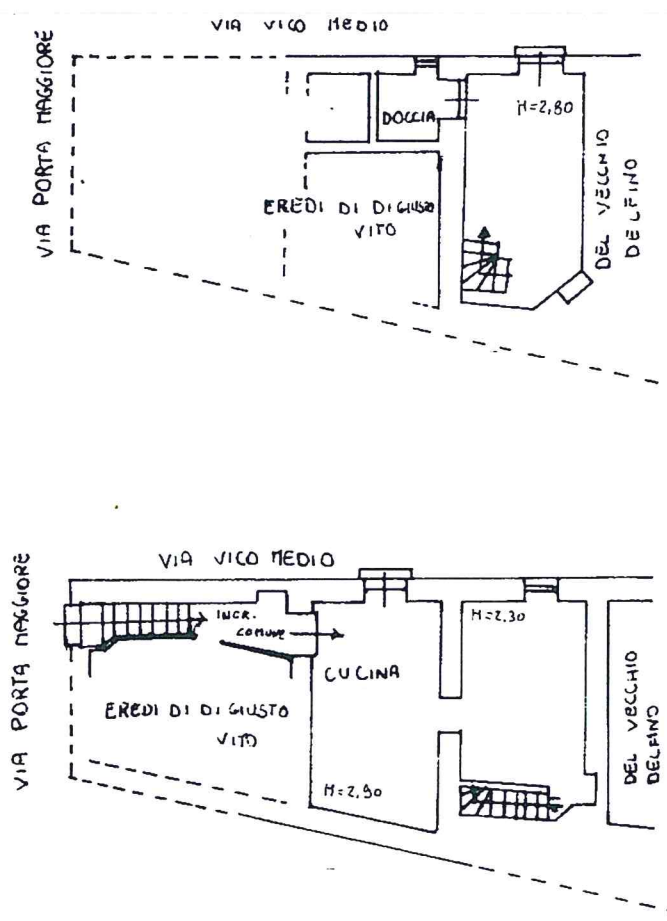 VIA VICO MEDIO
VIA PORTA MAGGIORE
DOCCIA
H=2,80
DEL VECCHIO
DELFINO
EREDI DI DI GIUSTO
VITO
VIA VICO MEDIO
VIA PORTA MAGGIORE
INGR.
COMUNE
H=2,30
CUCINA
EREDI DI DI GIUSTO
VITO
DEL VECCHIO
DELFINO
H=2,90